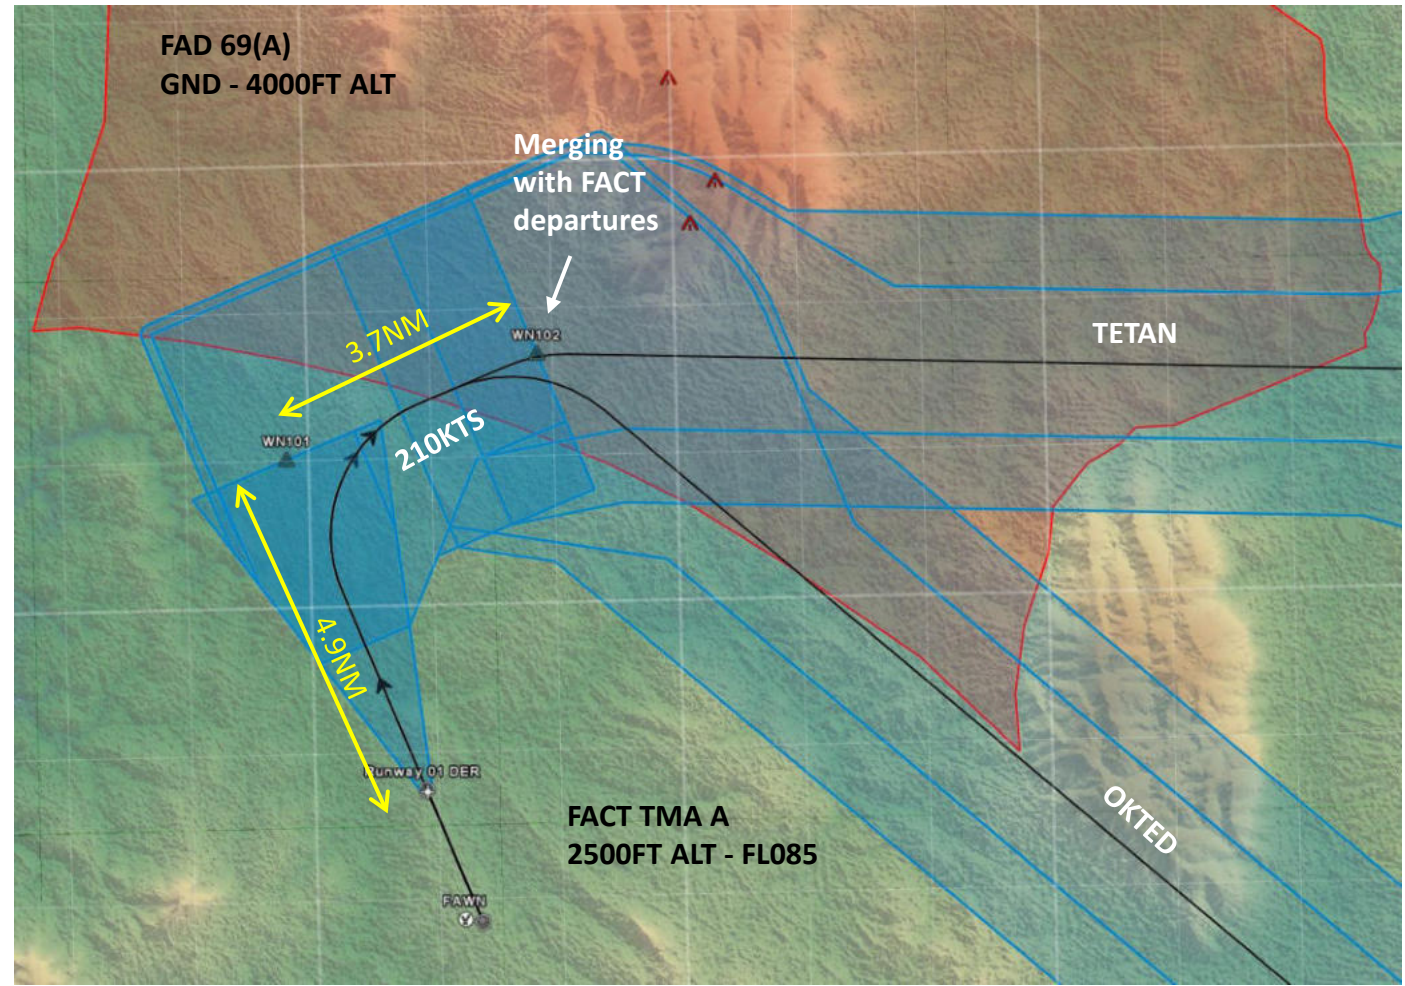 FAD 69(A)
GND - 4000FT ALT
Merging
with FACT
departures
WN102
3.7NM
TETAN
WN101
210KTS
4.9NM
Runway 01 DER
FACT TMA A
2500FT ALT - FL085
OKTED
FAWN